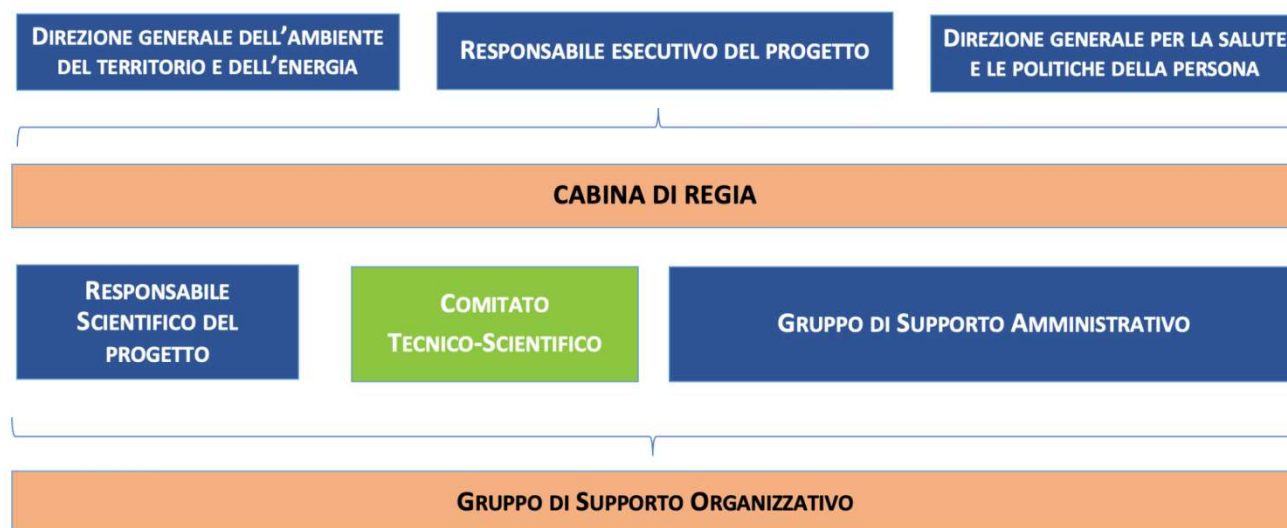 DIREZIONE GENERALE DELL'AMBIENTE
DEL TERRITORIO E DELL'ENERGIA
RESPONSABILE ESECUTIVO DEL PROGETTO
DIREZIONE GENERALE PER LA SALUTE
E LE POLITICHE DELLA PERSONA
CABINA DI REGIA
RESPONSABILE
SCIENTIFICO DEL
PROGETTO
COMITATO
TECNICO-SCIENTIFICO
GRUPPO DI SUPPORTO AMMINISTRATIVO
GRUPPO DI SUPPORTO ORGANIZZATIVO